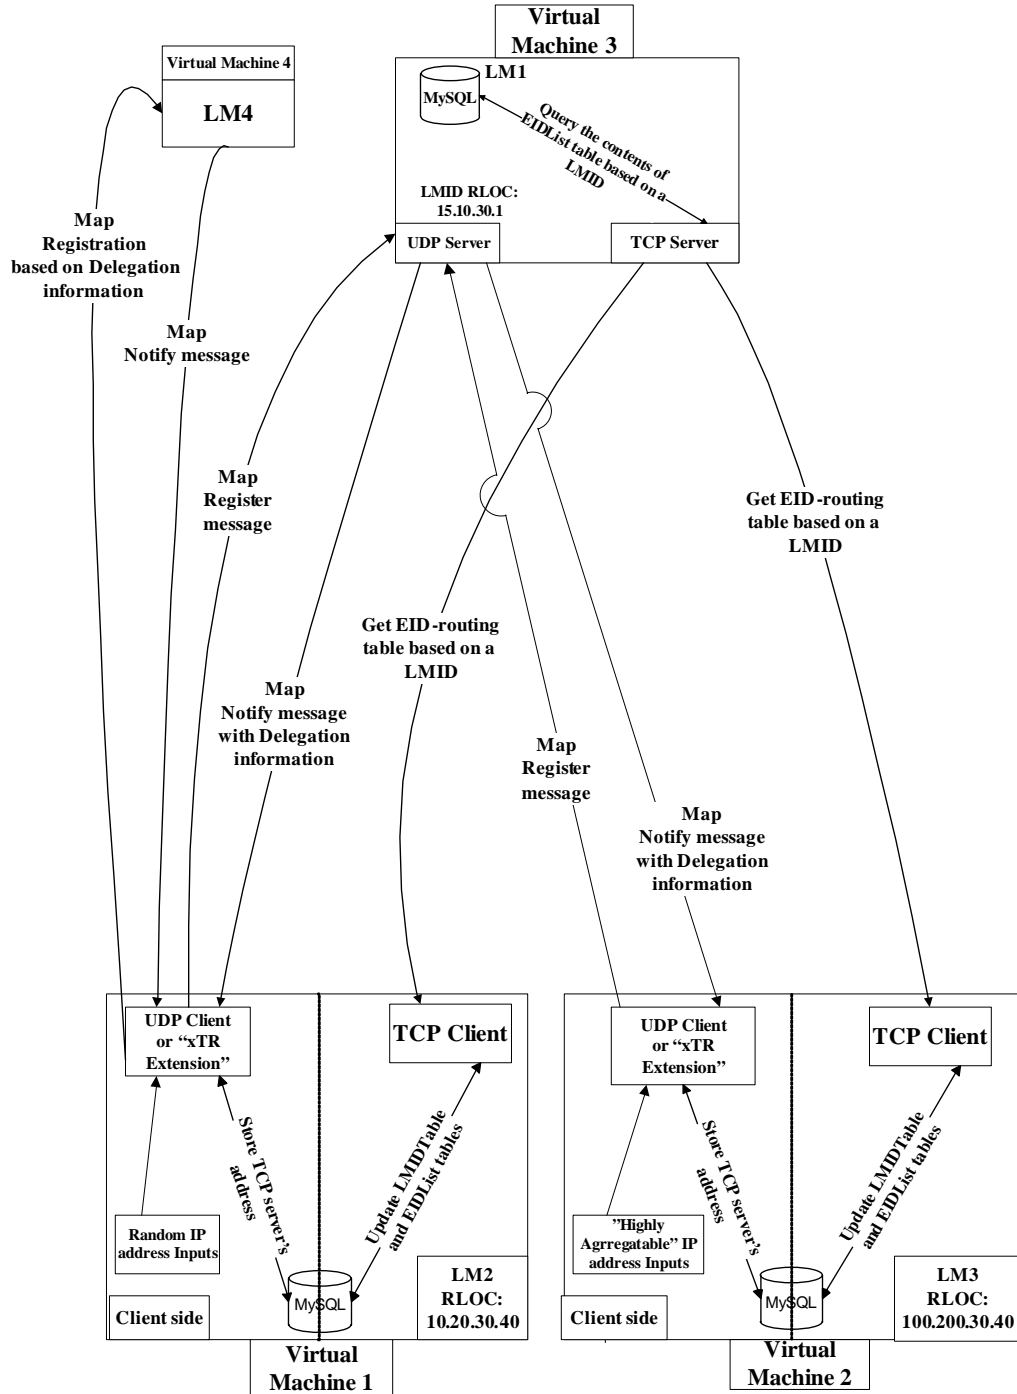 Virtual
Machine 3
Virtual Machine 4
LM4
LM1
MySQL
Query the contents of
EIDList table based on a
LMID
LMID RLOC:
15.10.30.1
UDP Server
TCP Server
Map
Registration
based on Delegation
information
Map
Notify message
Map
Register
message
Get EID-routing
table based on a
LMID
Get EID-routing
table based on a
LMID
Map
Notify message
with Delegation
information
Map
Register
message
Map
Notify message
with Delegation
information
UDP Client
or “xTR
Extension”
TCP Client
UDP Client
or “xTR
Extension”
TCP Client
Store TCP server’s
address
Update LMIDTable
and EIDList tables
Store TCP server’s
address
Update LMIDTable
and EIDList tables
Random IP
address Inputs
”Highly
Agrregatable” IP
address Inputs
MySQL
LM2
RLOC:
10.20.30.40
MySQL
LM3
RLOC:
100.200.30.40
Client side
Client side
Virtual
Machine 1
Virtual
Machine 2